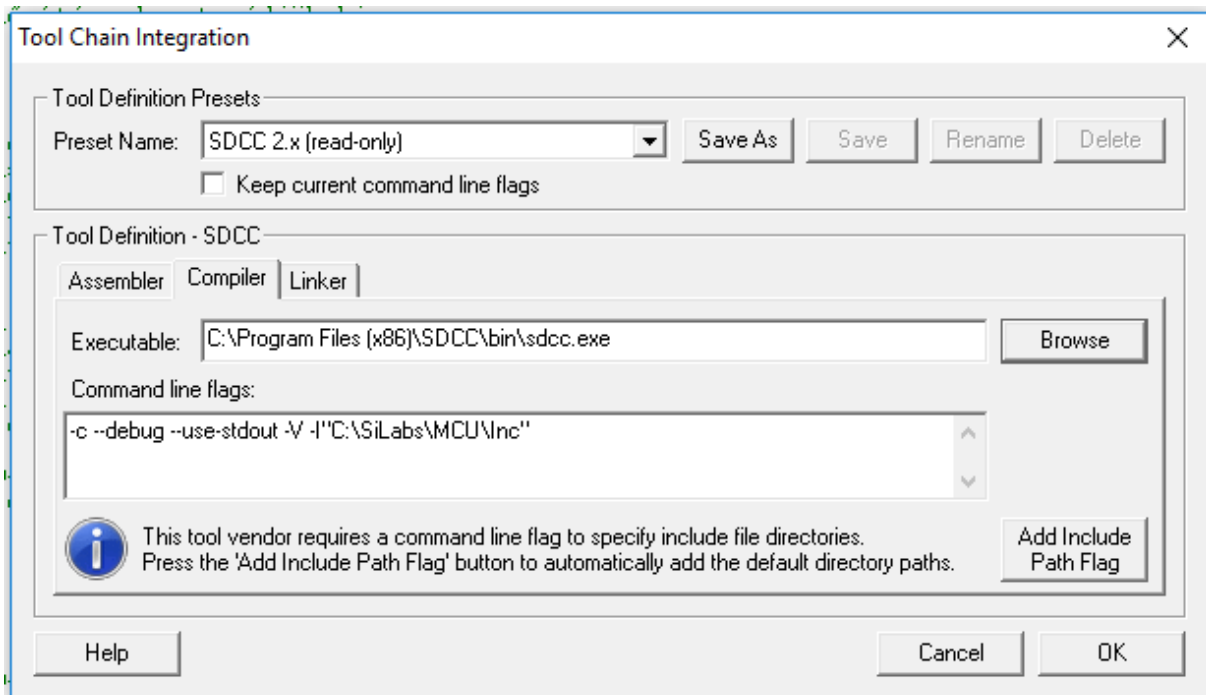 Tool Chain Integration
Tool Definition Presets
Preset Name: SDCC 2.x (read-only) Save As Save Rename Delete
Keep current command line flags
Tool Definition - SDCC
Assembler Compiler Linker
Executable: C:\Program Files (x86)\SDCC\bin\sdcc.exe Browse
Command line flags:
-c --debug --use-stdout -V -I"C:\SiLabs\MCU\Inc"
This tool vendor requires a command line flag to specify include file directories.
Press the 'Add Include Path Flag' button to automatically add the default directory paths.
Add Include
Path Flag
Help Cancel OK